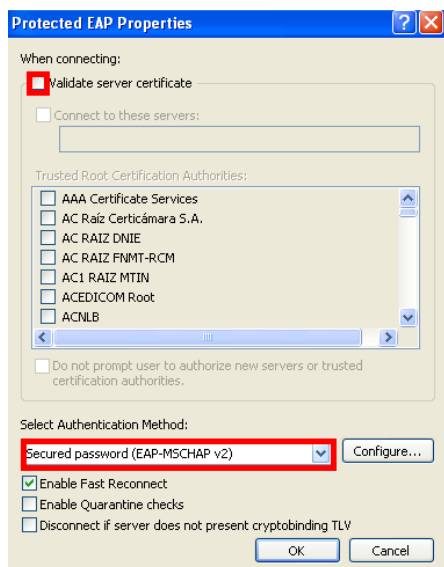 Protected EAP Properties
When connecting:
Validate server certificate
Connect to these servers:
Trusted Root Certification Authorities:
AAA Certificate Services
AC Raíz Certicámara S.A.
AC RAIZ DNIE
AC RAIZ FNMT-RCM
AC1 RAIZ MTIN
ACEDICOM Root
ACNLB
Do not prompt user to authorize new servers or trusted
certification authorities.
Select Authentication Method:
Secured password (EAP-MSCHAP v2) Configure...
Enable Fast Reconnect
Enable Quarantine checks
Disconnect if server does not present cryptobinding TLV
OK Cancel